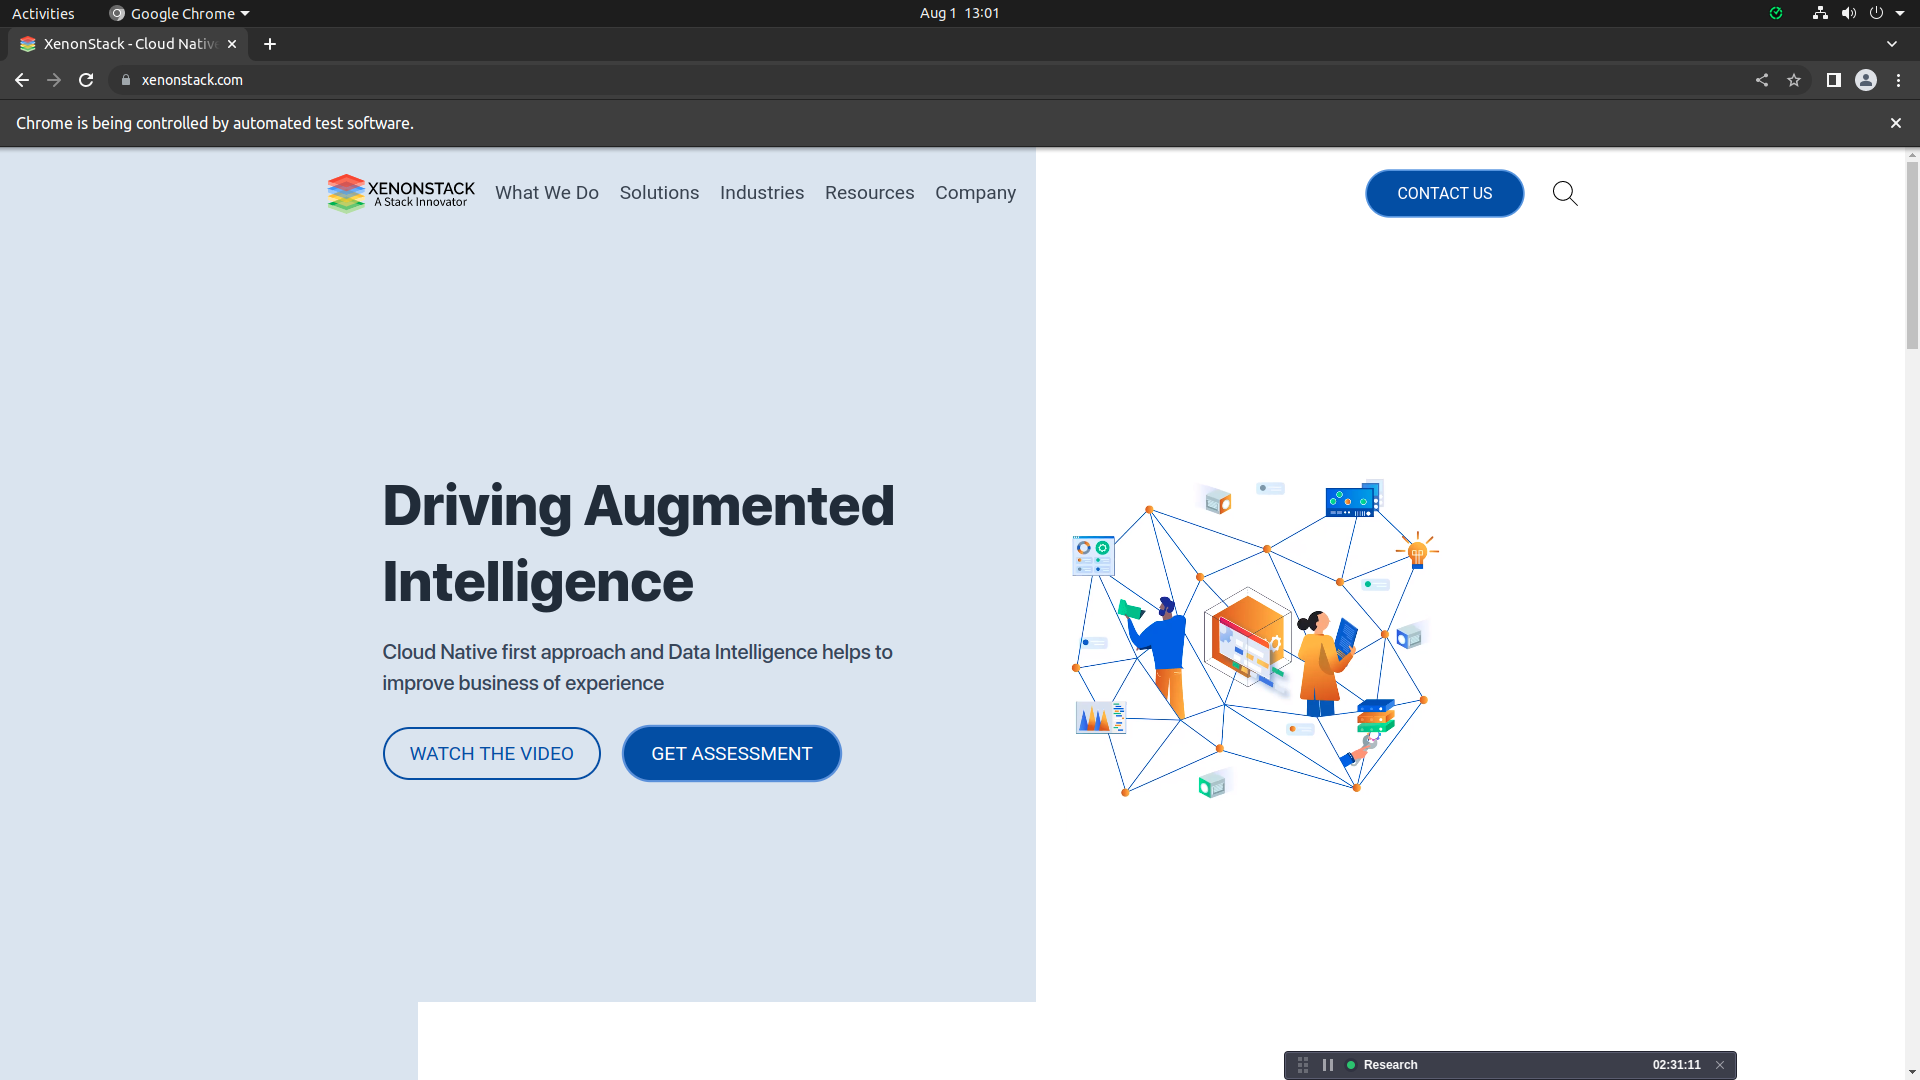 Activities
Google Chrome
Aug 1 13:01
XenonStack - Cloud Native
xenonstack.com
Chrome is being controlled by automated test software.
XENONSTACK
A Stack Innovator
What We Do
Solutions
Industries
Resources
Company
CONTACT US
Driving Augmented
Intelligence
Cloud Native first approach and Data Intelligence helps to
improve business of experience
WATCH THE VIDEO
GET ASSESSMENT
Research
02:31:11